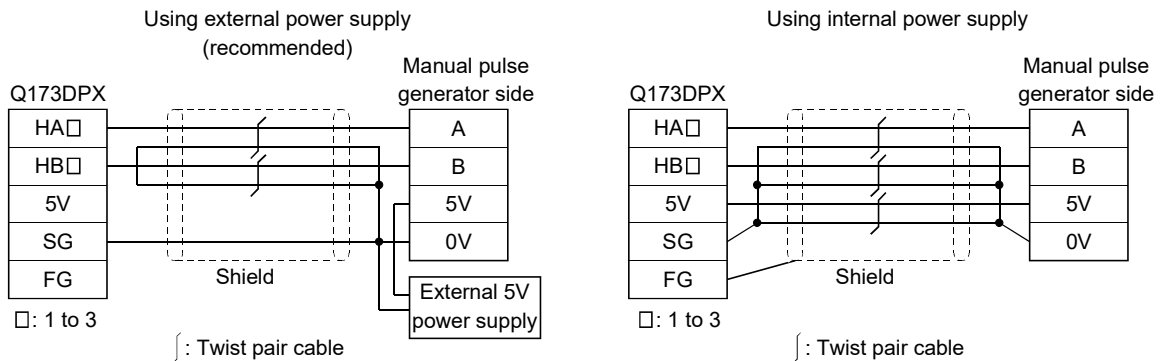 Using external power supply
(recommended)
Manual pulse
generator side
Q173DPX
HA□
HB□
5V
SG
FG
A
B
5V
0V
Shield
External 5V
power supply
□: 1 to 3
⌠: Twist pair cable
Using internal power supply
Manual pulse
generator side
Q173DPX
HA□
HB□
5V
SG
FG
A
B
5V
0V
Shield
□: 1 to 3
⌠: Twist pair cable